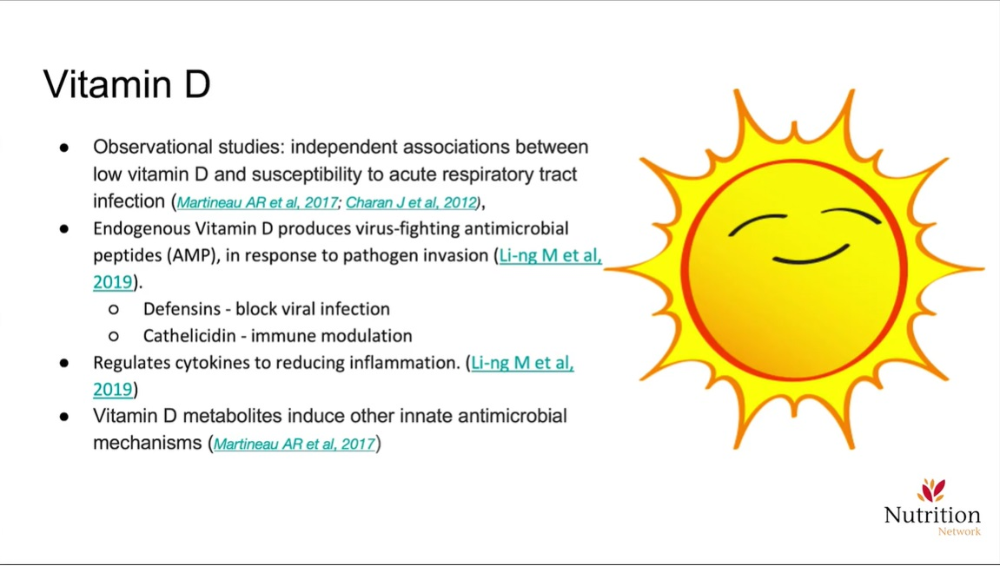 Vitamin D
● Observational studies: independent associations between
low vitamin D and susceptibility to acute respiratory tract
infection (Martineau AR et al, 2017; Charan J et al, 2012),
● Endogenous Vitamin D produces virus-fighting antimicrobial
peptides (AMP), in response to pathogen invasion (Li-ng M et al,
2019).
○ Defensins - block viral infection
○ Cathelicidin - immune modulation
● Regulates cytokines to reducing inflammation. (Li-ng M et al,
2019)
● Vitamin D metabolites induce other innate antimicrobial
mechanisms (Martineau AR et al, 2017)
Nutrition
Network